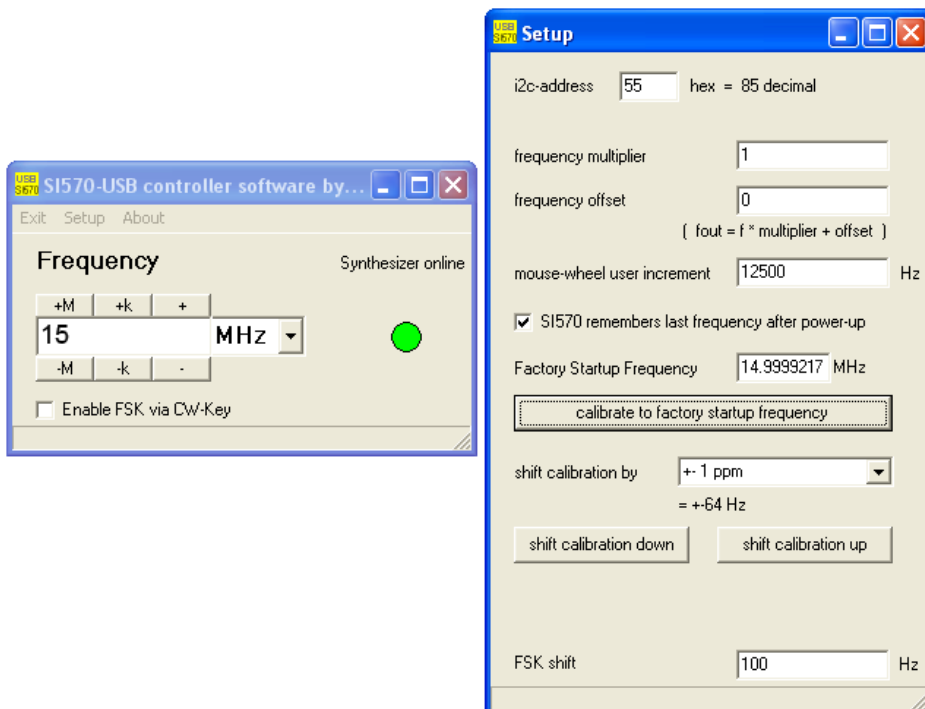 USB
SI570 SI570-USB controller software by...
Exit Setup About
Frequency
Synthesizer online
+M +k +
15 MHz
-M -k -
Enable FSK via CW-Key
USB
SI570 Setup
i2c-address 55 hex = 85 decimal
frequency multiplier 1
frequency offset 0
( fout = f * multiplier + offset )
mouse-wheel user increment 12500 Hz
SI570 remembers last frequency after power-up
Factory Startup Frequency 14.9999217 MHz
calibrate to factory startup frequency
shift calibration by +- 1 ppm
= +-64 Hz
shift calibration down shift calibration up
FSK shift 100 Hz